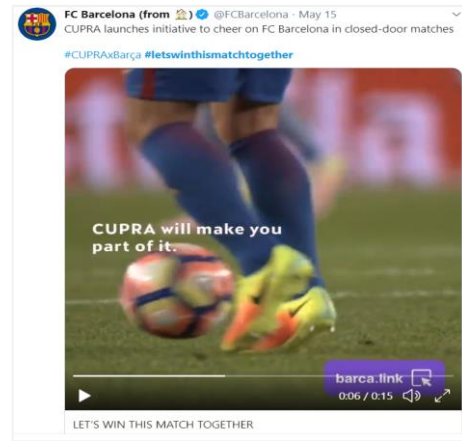 FC Barcelona (from 🏠) @FCBarcelona · May 15
CUPRA launches initiative to cheer on FC Barcelona in closed-door matches
#CUPRAxBarça #letswinthismatchtogether
CUPRA will make you
part of it.
barca.link
0:06 / 0:15
LET'S WIN THIS MATCH TOGETHER